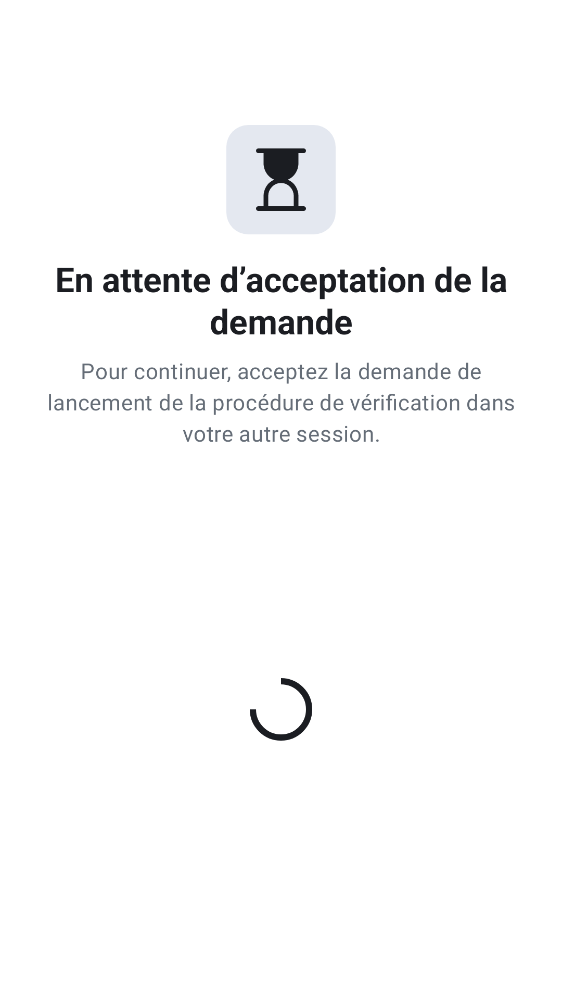 En attente d’acceptation de la
demande
Pour continuer, acceptez la demande de
lancement de la procédure de vérification dans
votre autre session.